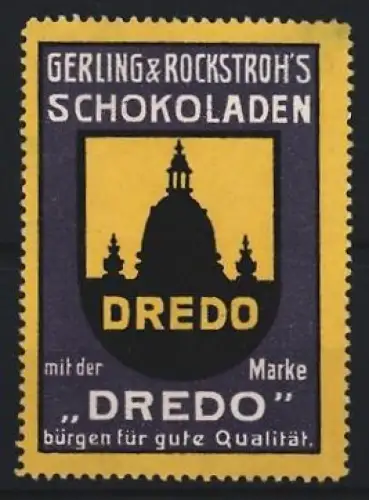 GERLING & ROCKSTROH'S
SCHOKOLADEN
DREDO
mit der Marke
„DREDO"
bürgen für gute Qualität.